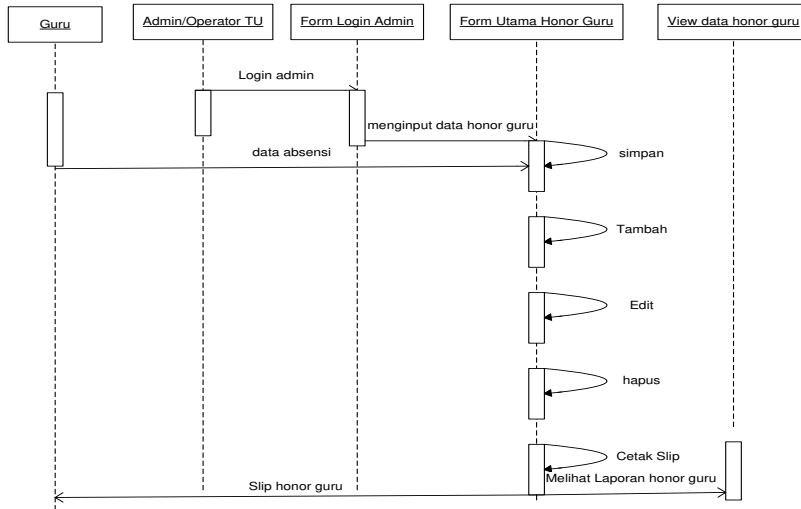 Guru
Admin/Operator TU
Form Login Admin
Form Utama Honor Guru
View data honor guru
Login admin
menginput data honor guru
data absensi
simpan
Tambah
Edit
hapus
Cetak Slip
Slip honor guru
Melihat Laporan honor guru